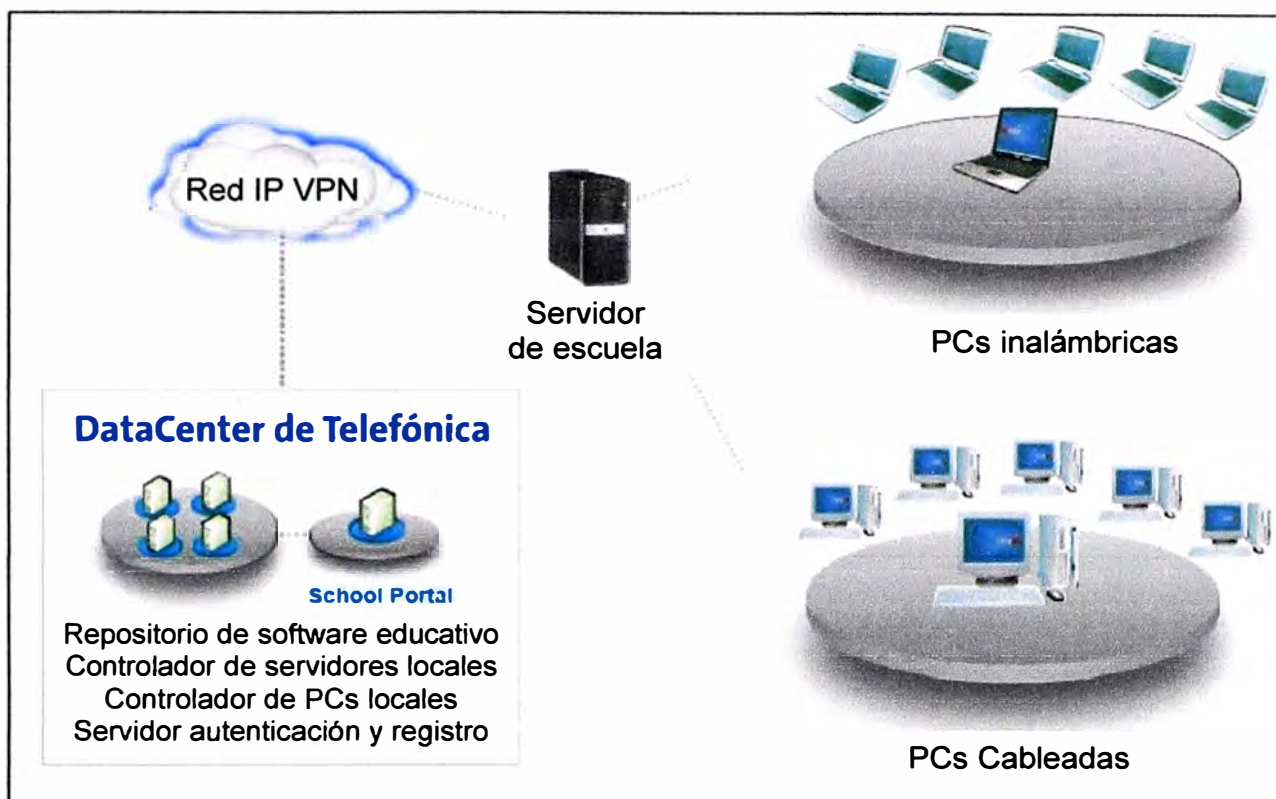 Red IP VPN
Servidor
de escuela
PCs inalámbricas
DataCenter de Telefónica
School Portal
Repositorio de software educativo
Controlador de servidores locales
Controlador de PCs locales
Servidor autenticación y registro
PCs Cableadas